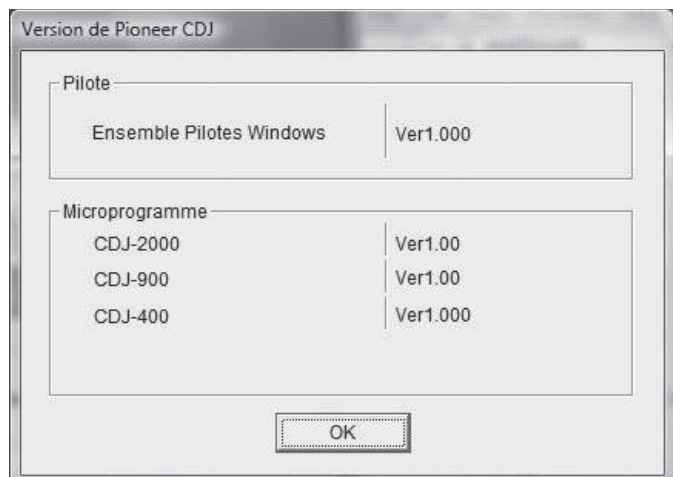 Version de Pioneer CDJ
Pilote
Ensemble Pilotes Windows Ver1.000
Microprogramme
CDJ-2000 Ver1.00
CDJ-900 Ver1.00
CDJ-400 Ver1.000
OK